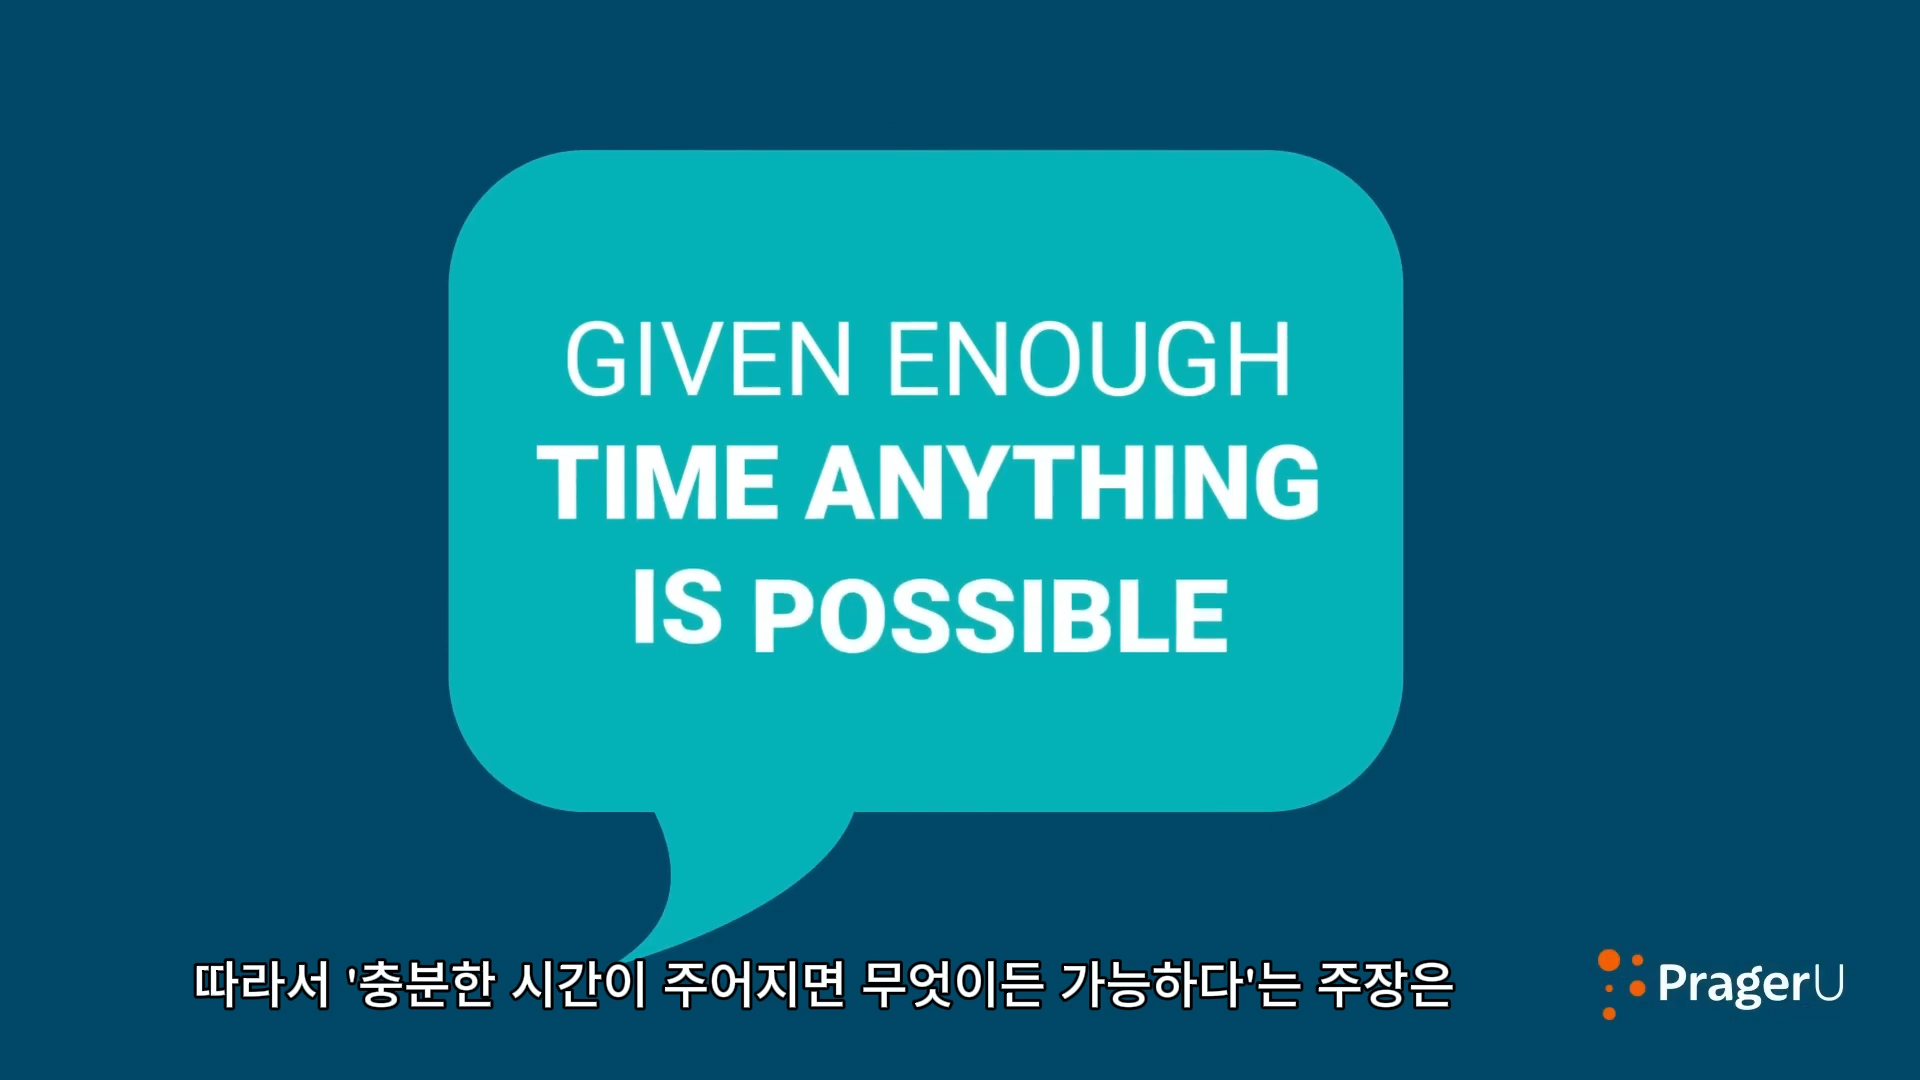 GIVEN ENOUGH
TIME ANYTHING
IS POSSIBLE
따라서 '충분한 시간이 주어지면 무엇이든 가능하다'는 주장은
PragerU